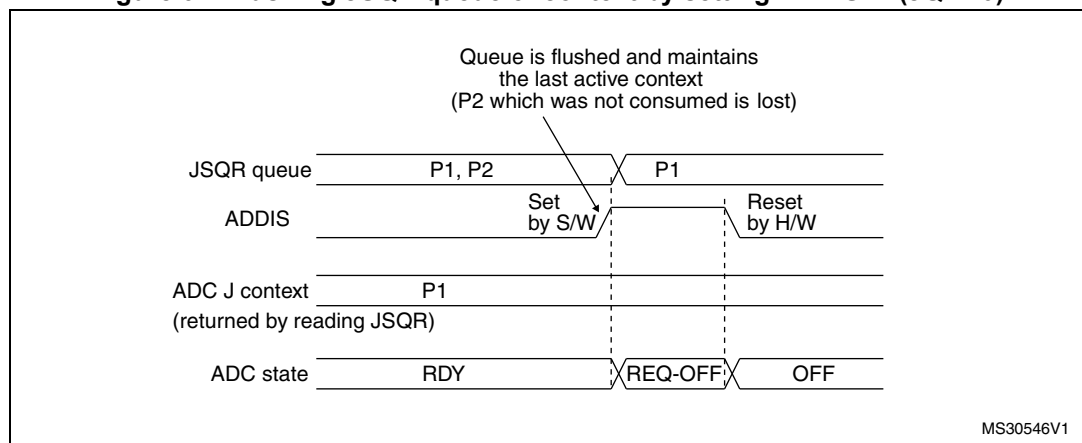 Queue is flushed and maintains
the last active context
(P2 which was not consumed is lost)
JSQR queue P1, P2 P1
Set Reset
ADDIS by S/W by H/W
ADC J context P1
(returned by reading JSQR)
ADC state RDY REQ-OFF OFF
MS30546V1